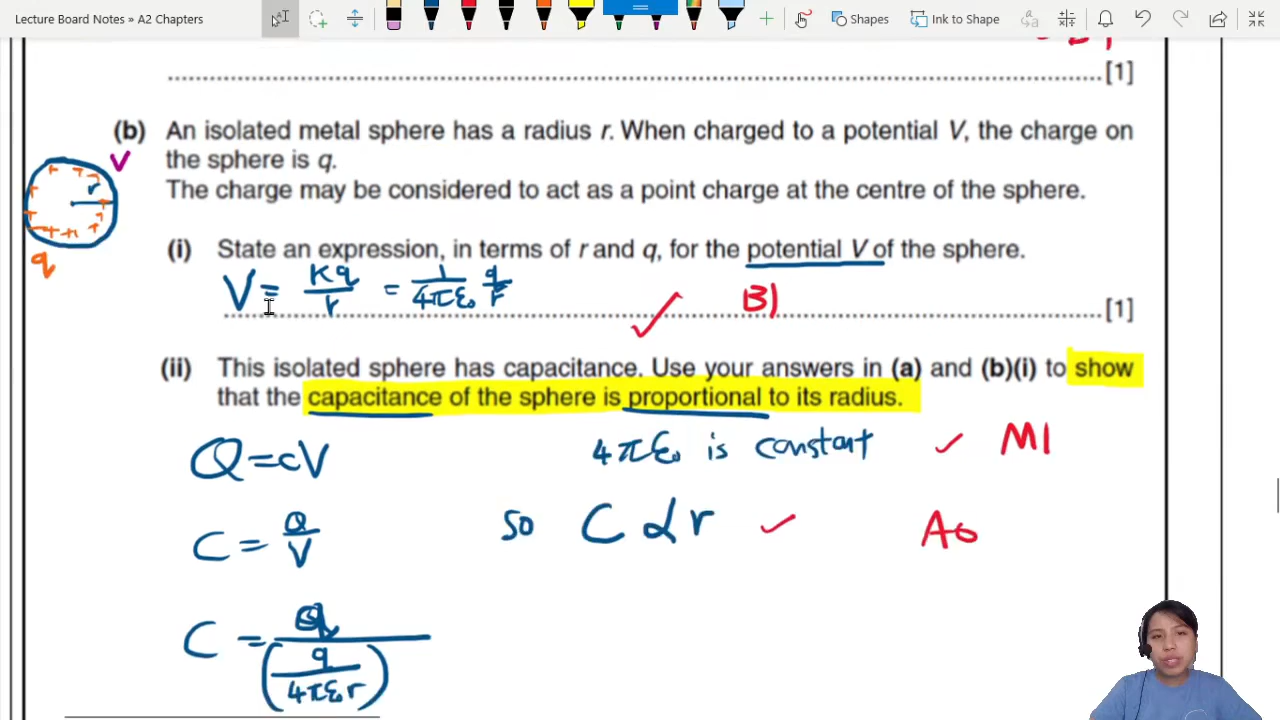 Lecture Board Notes » A2 Chapters
Shapes
Ink to Shape
[1]
(b) An isolated metal sphere has a radius r. When charged to a potential V, the charge on
the sphere is q.
The charge may be considered to act as a point charge at the centre of the sphere.
V
r
q
(i) State an expression, in terms of r and q, for the potential V of the sphere.
V = kq/r = 1/4πε₀ q/r
B1
[1]
(ii) This isolated sphere has capacitance. Use your answers in (a) and (b)(i) to show
that the capacitance of the sphere is proportional to its radius.
Q = cV
4πε₀ is constant ✓ M1
C = Q/V
so C ∝ r ✓ A0
C = q/(q/4πε₀r)